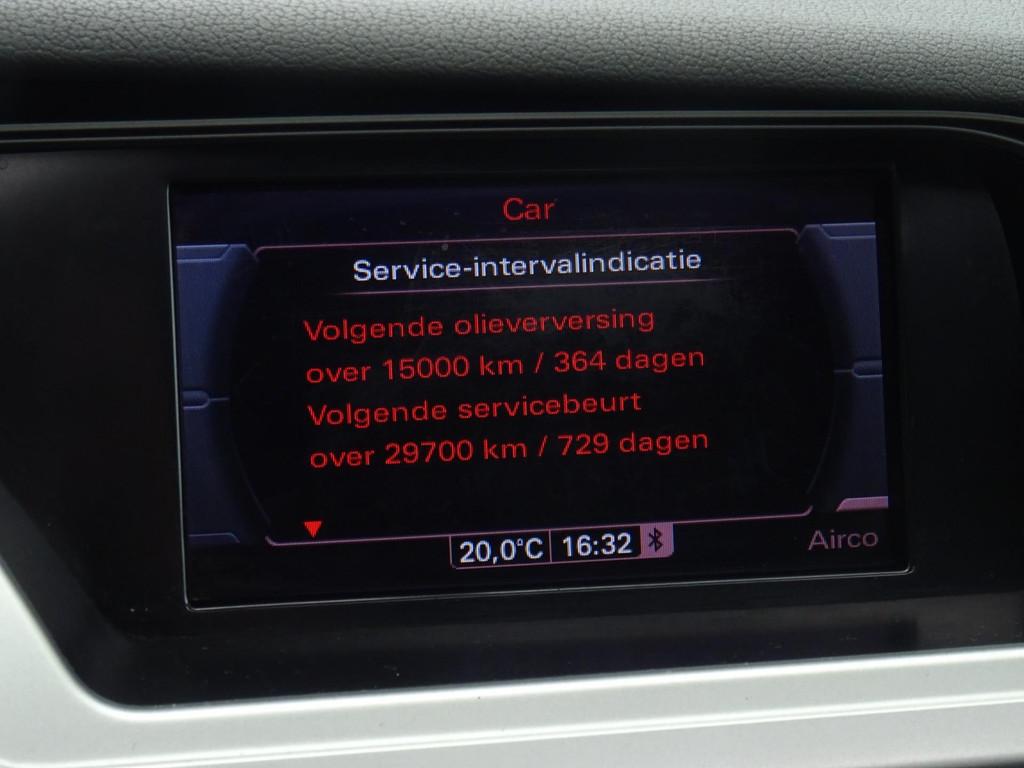 Car
Service-intervalindicatie
Volgende olieverversing
over 15000 km / 364 dagen
Volgende servicebeurt
over 29700 km / 729 dagen
20,0°C 16:32
Airco